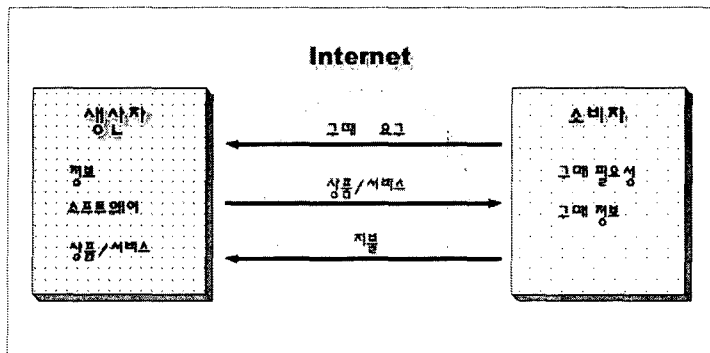 Internet
생산자
정보
소프트웨어
상품/서비스
구매 요구
상품/서비스
지불
소비자
구매 필요성
구매 정보